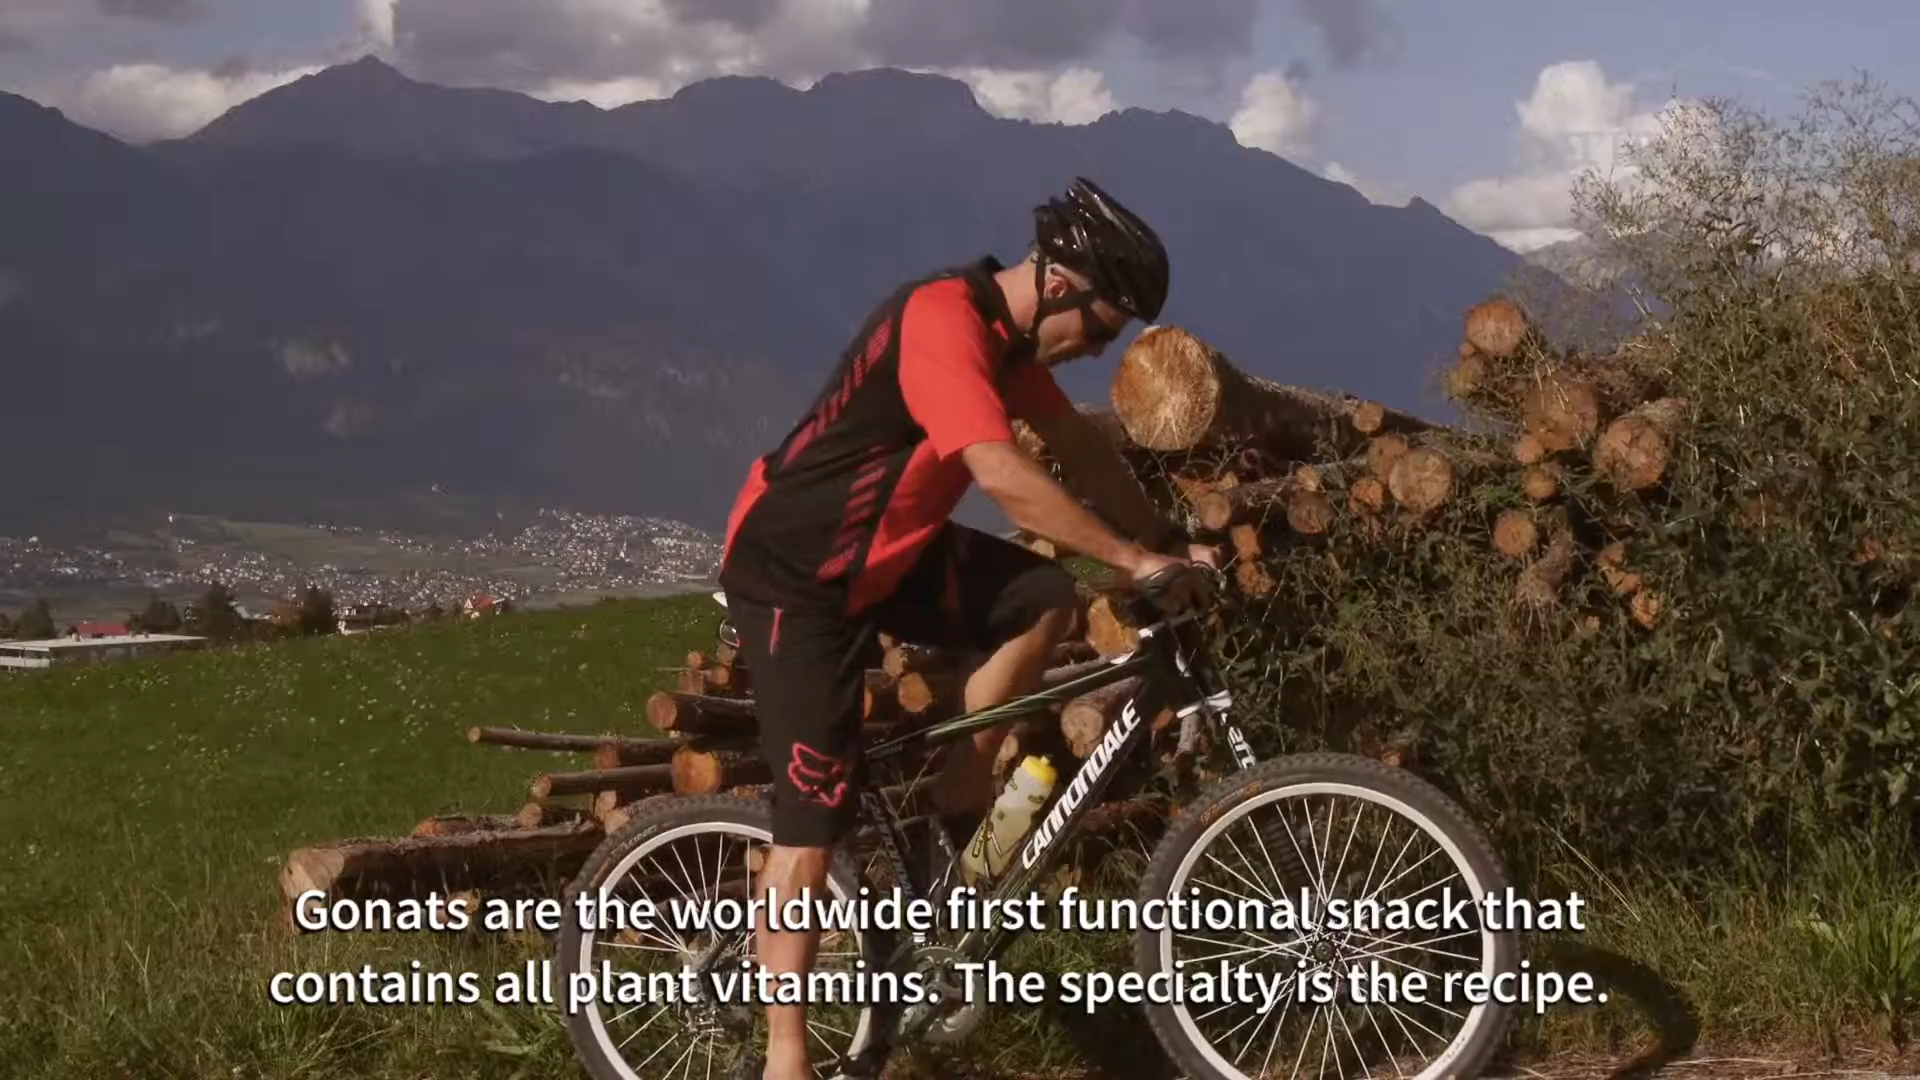 CANNONDALE
Gonats are the worldwide first functional snack that
contains all plant vitamins. The specialty is the recipe.